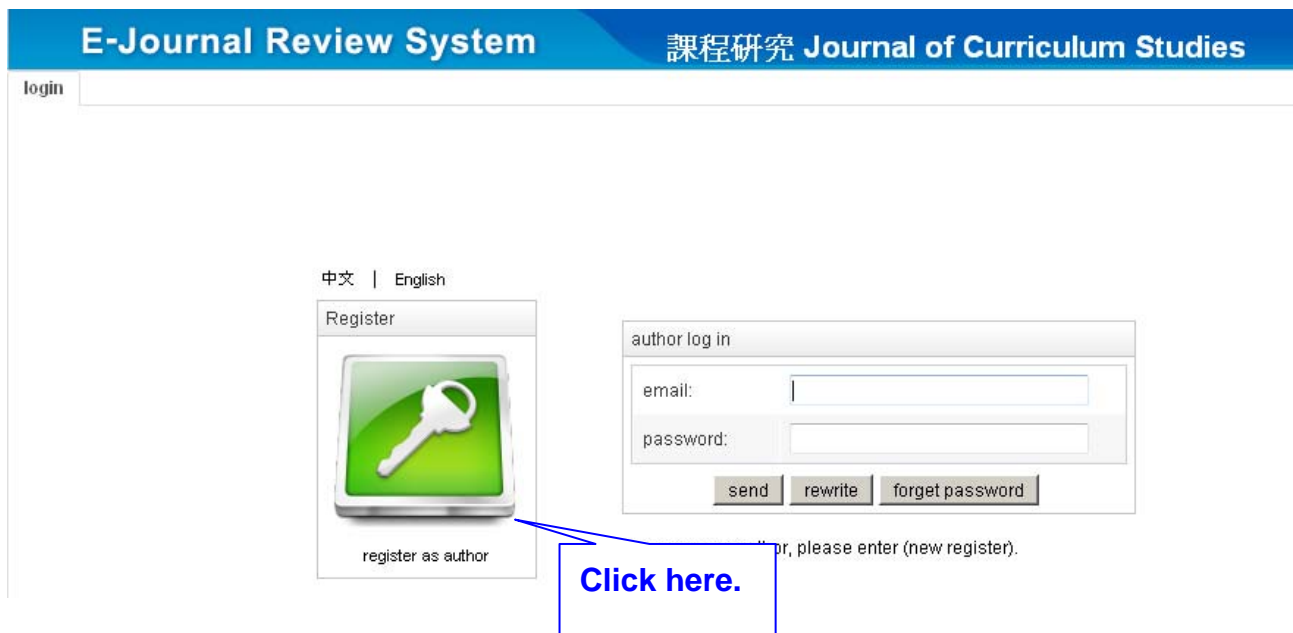 E-Journal Review System
課程研究 Journal of Curriculum Studies
login
中文 | English
Register
register as author
author log in
email:
password:
send rewrite forget password
please enter (new register).
Click here.